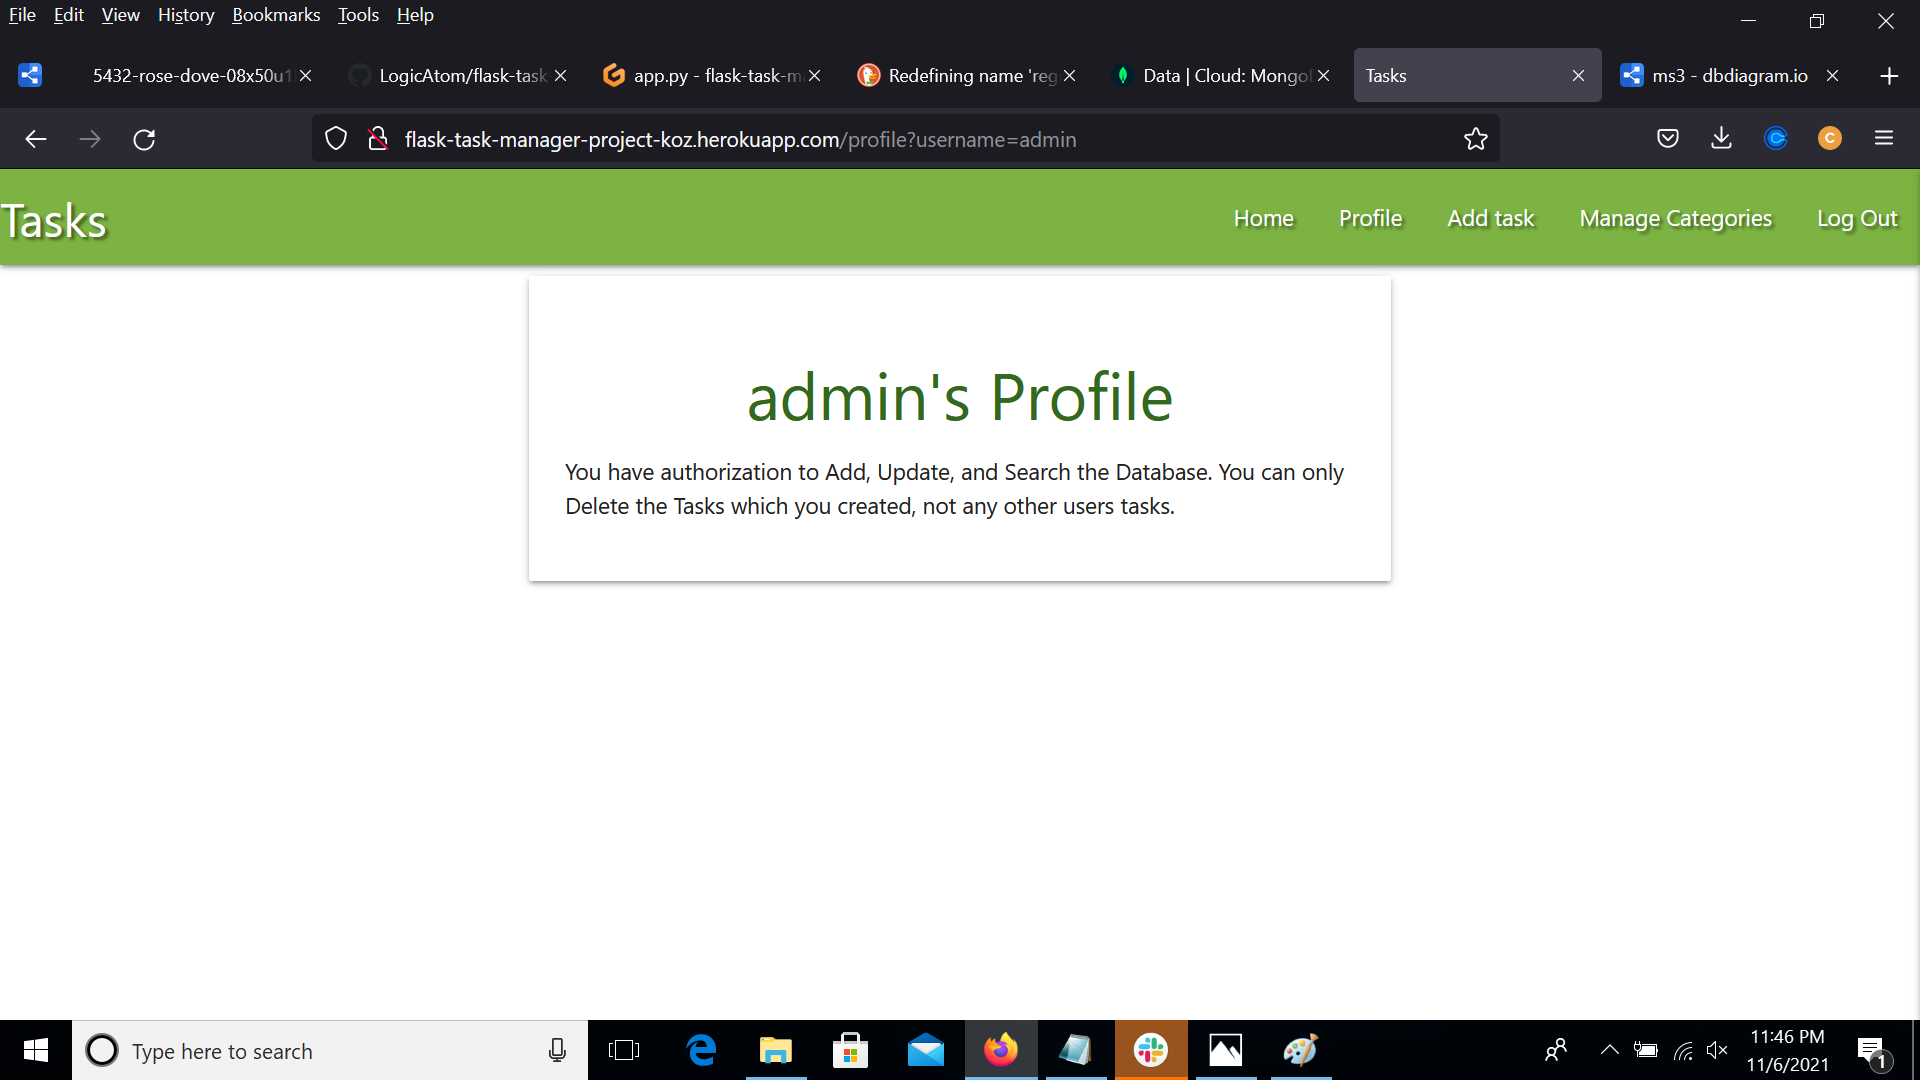 File Edit View History Bookmarks Tools Help
5432-rose-dove-08x50u1
LogicAtom/flask-task
app.py - flask-task-m
Redefining name 'reg
Data | Cloud: Mongo
Tasks
ms3 - dbdiagram.io
flask-task-manager-project-koz.herokuapp.com/profile?username=admin
C
Tasks
Home Profile Add task Manage Categories Log Out
admin's Profile
You have authorization to Add, Update, and Search the Database. You can only
Delete the Tasks which you created, not any other users tasks.
Type here to search
11:46 PM
11/6/2021
1